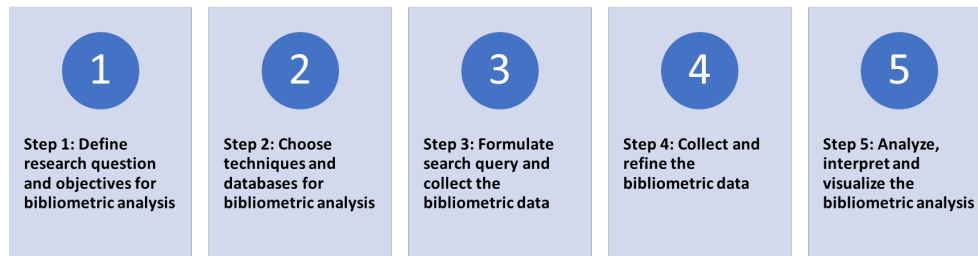 1
Step 1: Define
research question
and objectives for
bibliometric analysis
2
Step 2: Choose
techniques and
databases for
bibliometric analysis
3
Step 3: Formulate
search query and
collect the
bibliometric data
4
Step 4: Collect and
refine the
bibliometric data
5
Step 5: Analyze,
interpret and
visualize the
bibliometric analysis